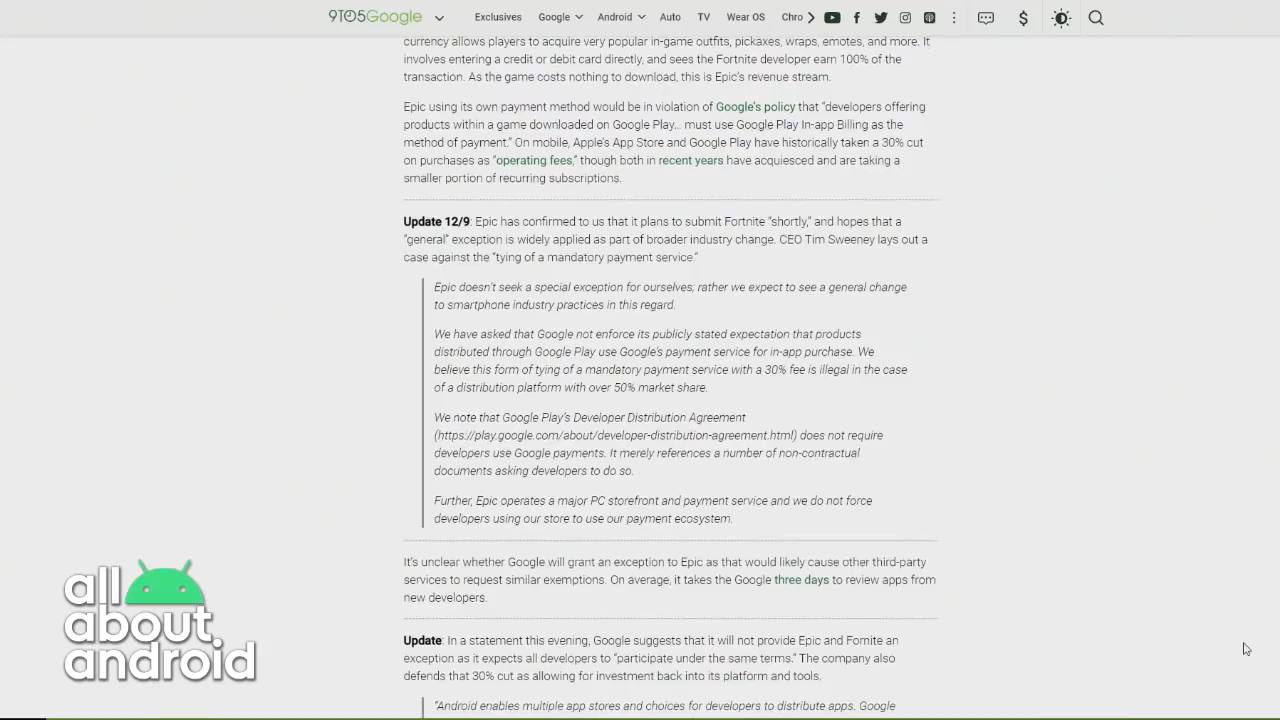 9TO5Google
Exclusives Google Android Auto TV Wear OS Chro
currency allows players to acquire very popular in-game outfits, pickaxes, wraps, emotes, and more. It
involves entering a credit or debit card directly, and sees the Fortnite developer earn 100% of the
transaction. As the game costs nothing to download, this is Epic's revenue stream.
Epic using its own payment method would be in violation of Google's policy that “developers offering
products within a game downloaded on Google Play… must use Google Play In-app Billing as the
method of payment.” On mobile, Apple's App Store and Google Play have historically taken a 30% cut
on purchases as “operating fees,” though both in recent years have acquiesced and are taking a
smaller portion of recurring subscriptions.
Update 12/9: Epic has confirmed to us that it plans to submit Fortnite “shortly,” and hopes that a
“general” exception is widely applied as part of broader industry change. CEO Tim Sweeney lays out a
case against the “tying of a mandatory payment service.”
Epic doesn't seek a special exception for ourselves; rather we expect to see a general change
to smartphone industry practices in this regard.
We have asked that Google not enforce its publicly stated expectation that products
distributed through Google Play use Google's payment service for in-app purchase. We
believe this form of tying of a mandatory payment service with a 30% fee is illegal in the case
of a distribution platform with over 50% market share.
We note that Google Play's Developer Distribution Agreement
(https://play.google.com/about/developer-distribution-agreement.html) does not require
developers use Google payments. It merely references a number of non-contractual
documents asking developers to do so.
Further, Epic operates a major PC storefront and payment service and we do not force
developers using our store to use our payment ecosystem.
It's unclear whether Google will grant an exception to Epic as that would likely cause other third-party
services to request similar exemptions. On average, it takes the Google three days to review apps from
new developers.
Update: In a statement this evening, Google suggests that it will not provide Epic and Fornite an
exception as it expects all developers to “participate under the same terms.” The company also
defends that 30% cut as allowing for investment back into its platform and tools.
“Android enables multiple app stores and choices for developers to distribute apps. Google
all
about
android